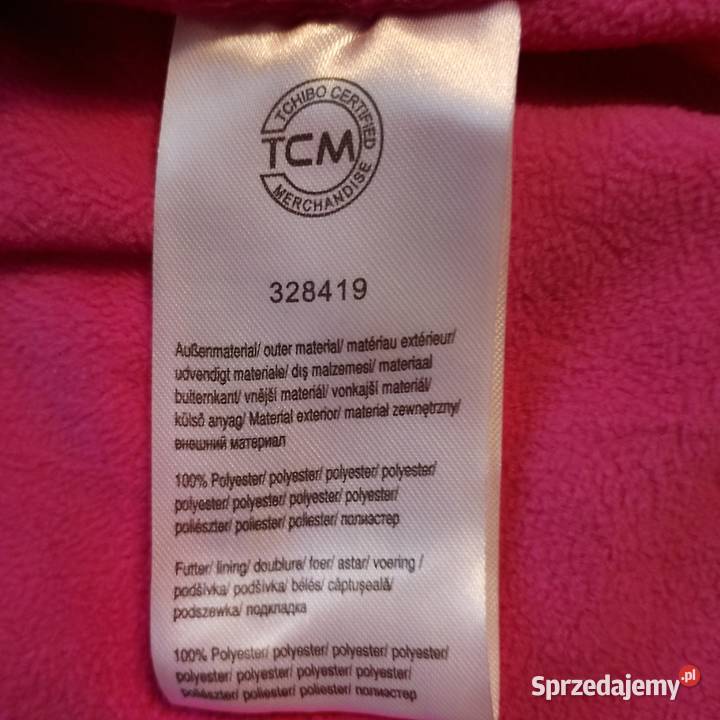 TCHIBO CERTIFIED
TCM
MERCHANDISE
328419
Außenmaterial/ outer material/ matériau extérieur/
udvendigt materiale/ dış malzemesi/ materiaal
buitenkant/ vnější materiál/ vonkajší materiál/
külső anyag/ Material exterior/ materiał zewnętrzny/
внешний материал
100% Polyester/ polyester/ polyester/ polyester/
polyester/ polyester/ polyester/ polyester/
poliészter/ poliester/ poliester/ полиэстер
Futter/ lining/ doublure/ foer/ astar/ voering /
podšívka/ podšívka/ bélés/ căptușeală/
podszewka/ подкладка
100% Polyester/ polyester/ polyester/ polyester/
polyester/ polyester/ polyester/ polyester/
poliészter/ poliester/ poliester/ полиэстер
Sprzedajemy.pl